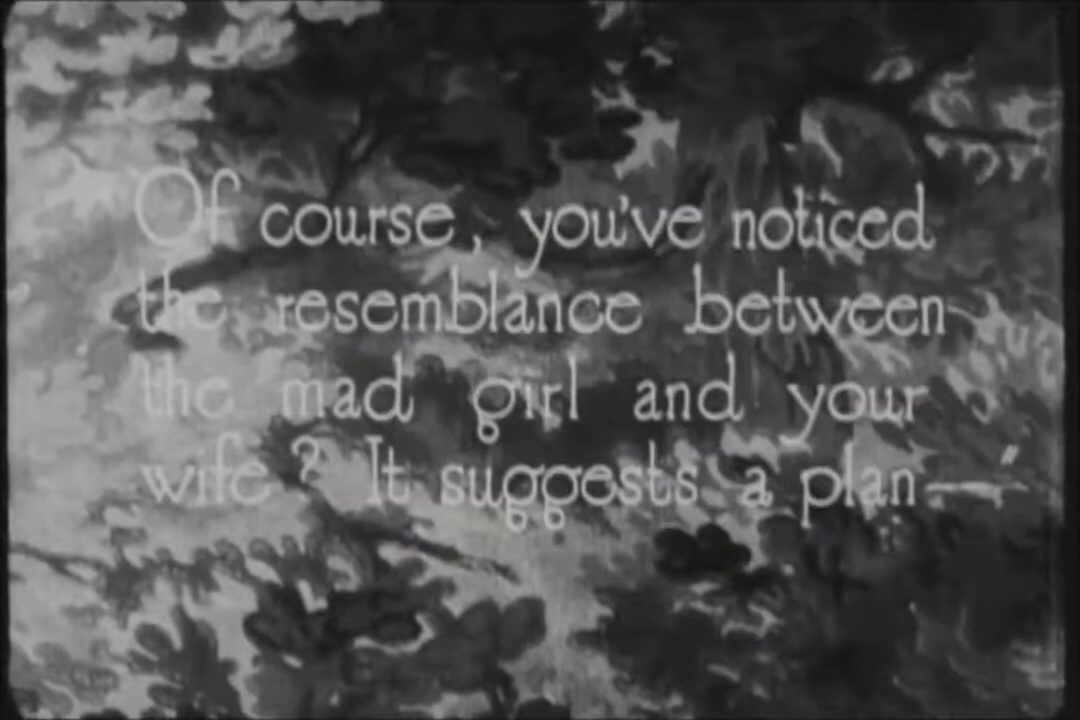 Of course, you've noticed
the resemblance between
the mad girl and your
wife? It suggests a plan—"